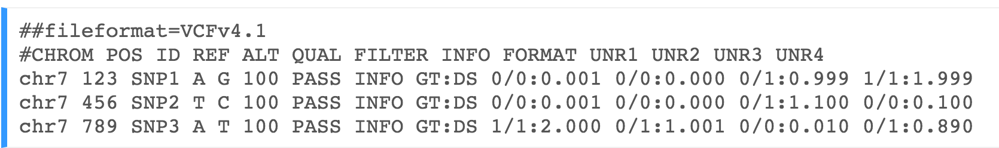 ##fileformat=VCFv4.1
#CHROM POS ID REF ALT QUAL FILTER INFO FORMAT UNR1 UNR2 UNR3 UNR4
chr7 123 SNP1 A G 100 PASS INFO GT:DS 0/0:0.001 0/0:0.000 0/1:0.999 1/1:1.999
chr7 456 SNP2 T C 100 PASS INFO GT:DS 0/0:0.001 0/0:0.000 0/1:1.100 0/0:0.100
chr7 789 SNP3 A T 100 PASS INFO GT:DS 1/1:2.000 0/1:1.001 0/0:0.010 0/1:0.890